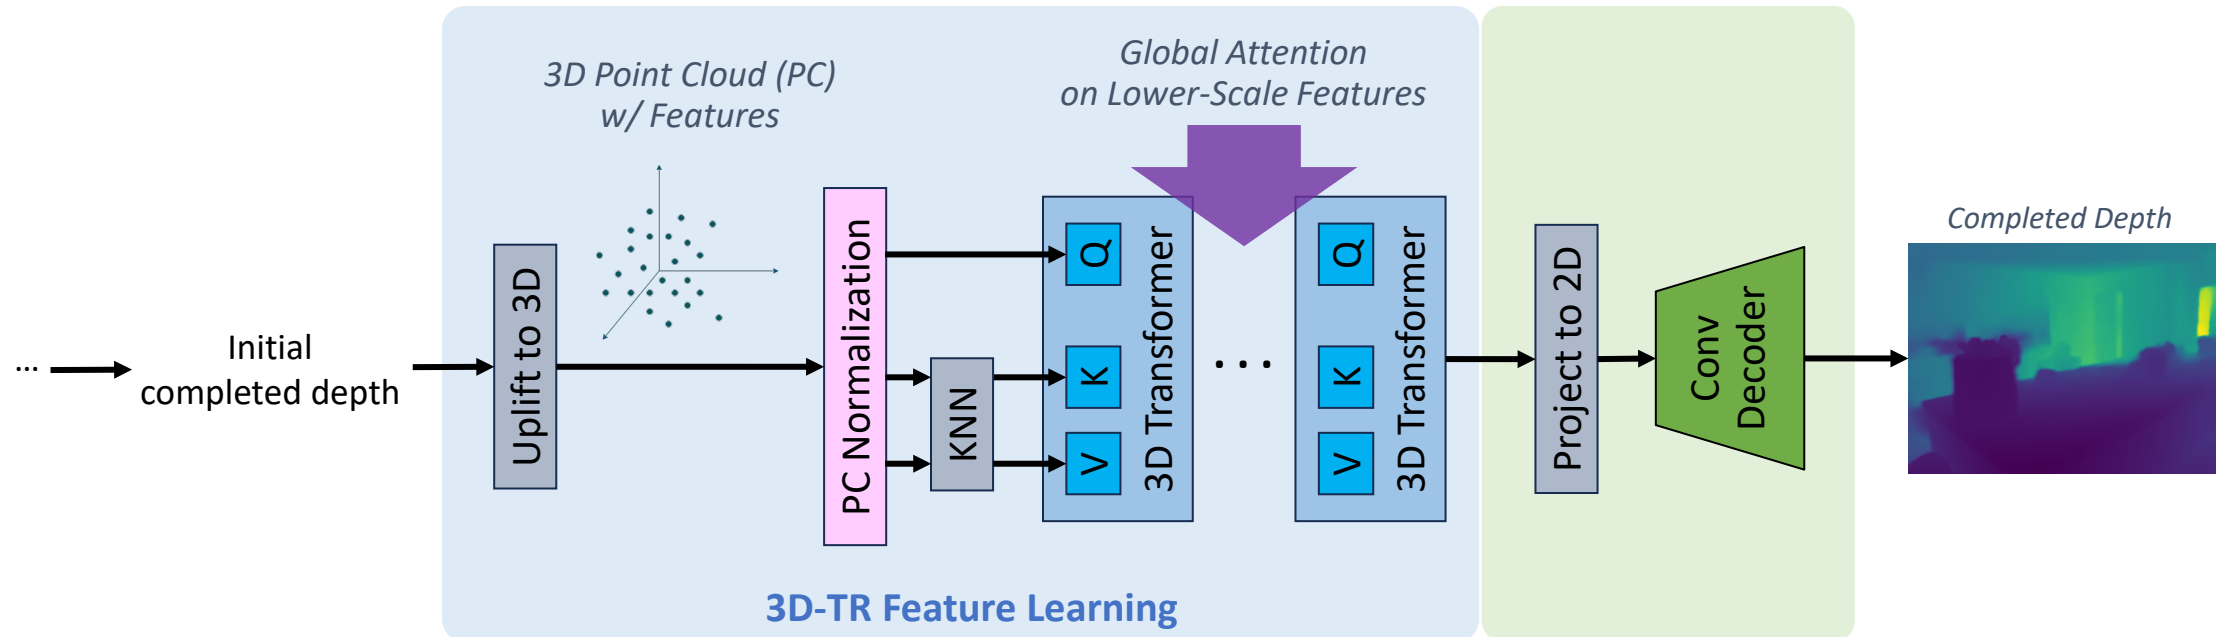 ...
Initial
completed depth
Uplift to 3D
3D Point Cloud (PC)
w/ Features
PC Normalization
KNN
Global Attention
on Lower-Scale Features
Q
K
V
3D Transformer
...
Q
K
V
3D Transformer
3D-TR Feature Learning
Project to 2D
Conv
Decoder
Completed Depth